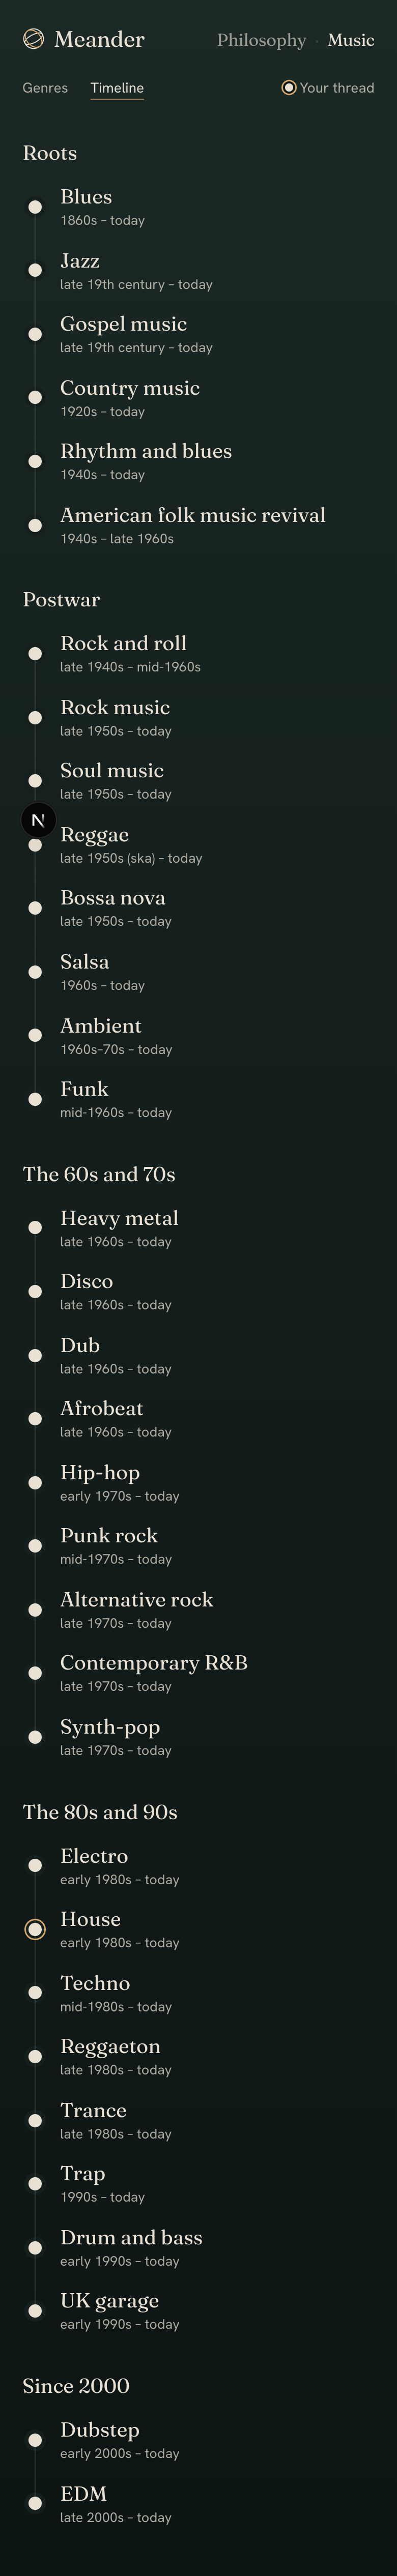 Meander
Philosophy · Music
Genres Timeline Your thread
Roots
Blues
1860s – today
Jazz
late 19th century – today
Gospel music
late 19th century – today
Country music
1920s – today
Rhythm and blues
1940s – today
American folk music revival
1940s – late 1960s
Postwar
Rock and roll
late 1940s – mid-1960s
Rock music
late 1950s – today
Soul music
late 1950s – today
N
Reggae
late 1950s (ska) – today
Bossa nova
late 1950s – today
Salsa
1960s – today
Ambient
1960s–70s – today
Funk
mid-1960s – today
The 60s and 70s
Heavy metal
late 1960s – today
Disco
late 1960s – today
Dub
late 1960s – today
Afrobeat
late 1960s – today
Hip-hop
early 1970s – today
Punk rock
mid-1970s – today
Alternative rock
late 1970s – today
Contemporary R&B
late 1970s – today
Synth-pop
late 1970s – today
The 80s and 90s
Electro
early 1980s – today
House
early 1980s – today
Techno
mid-1980s – today
Reggaeton
late 1980s – today
Trance
late 1980s – today
Trap
1990s – today
Drum and bass
early 1990s – today
UK garage
early 1990s – today
Since 2000
Dubstep
early 2000s – today
EDM
late 2000s – today